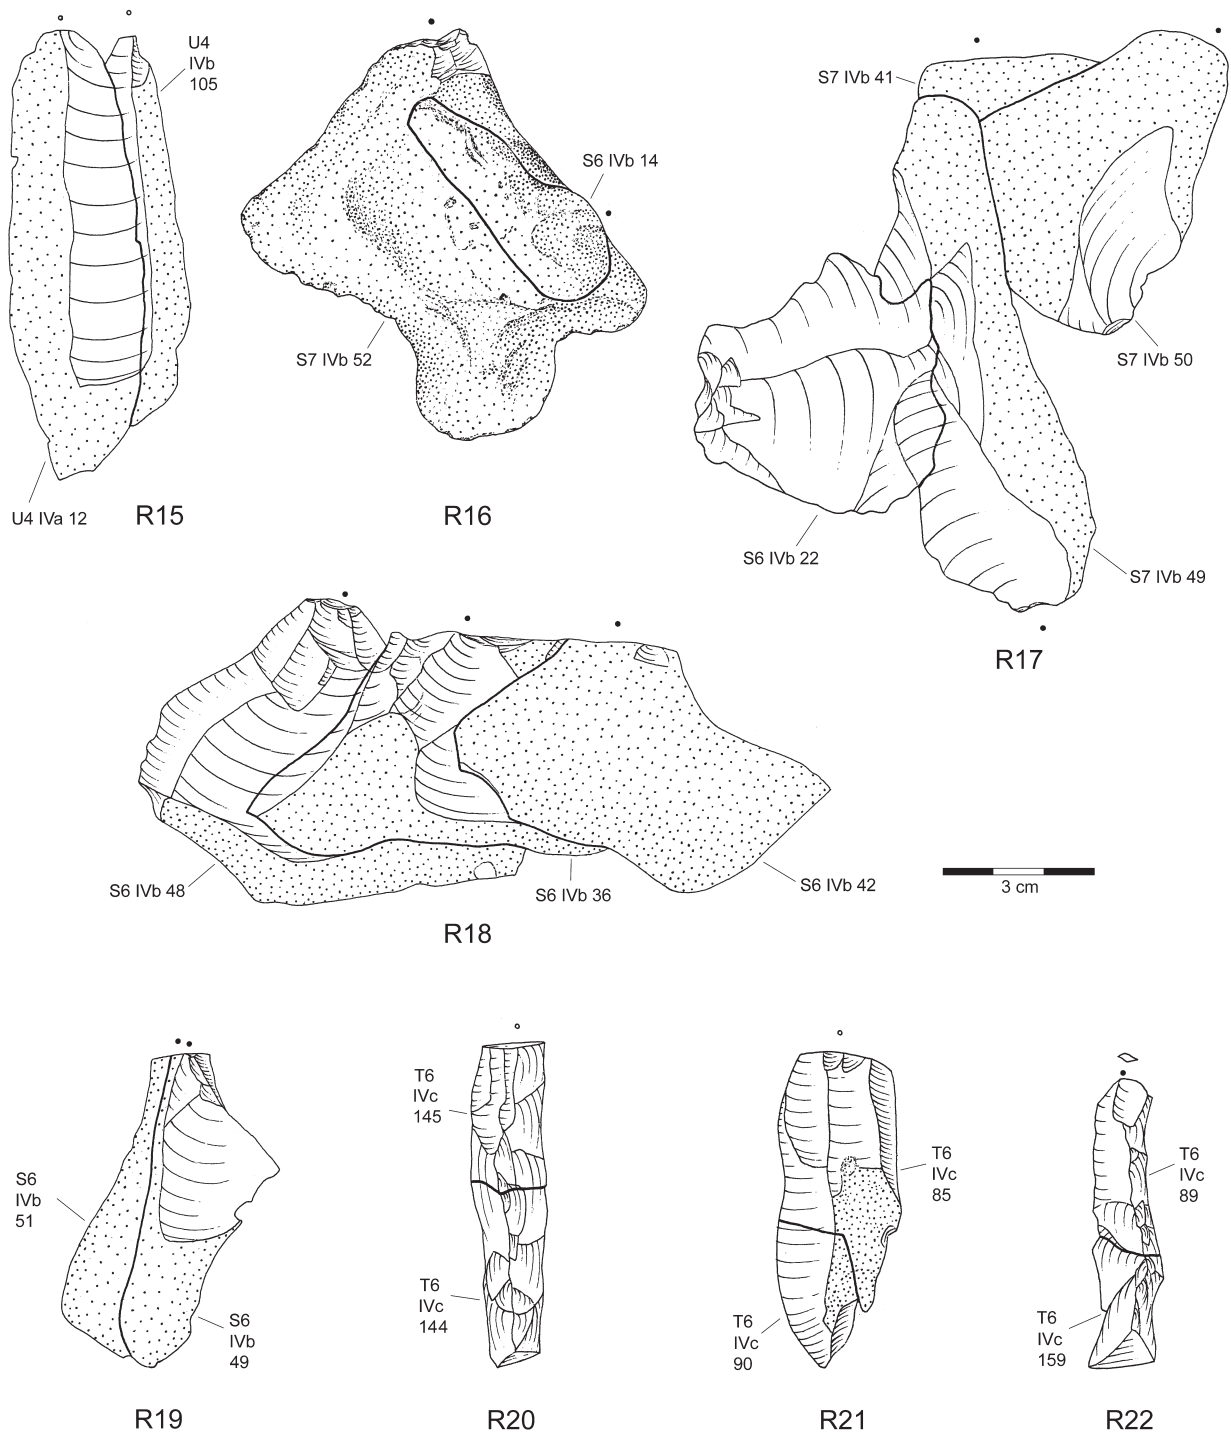 U4
IVb
105
U4 IVa 12
R15
S6 IVb 14
S7 IVb 52
R16
S7 IVb 41
S7 IVb 50
S6 IVb 22
S7 IVb 49
R17
S6 IVb 48
S6 IVb 36
S6 IVb 42
R18
3 cm
S6
IVb
51
S6
IVb
49
R19
T6
IVc
145
T6
IVc
144
R20
T6
IVc
85
T6
IVc
90
R21
T6
IVc
89
T6
IVc
159
R22